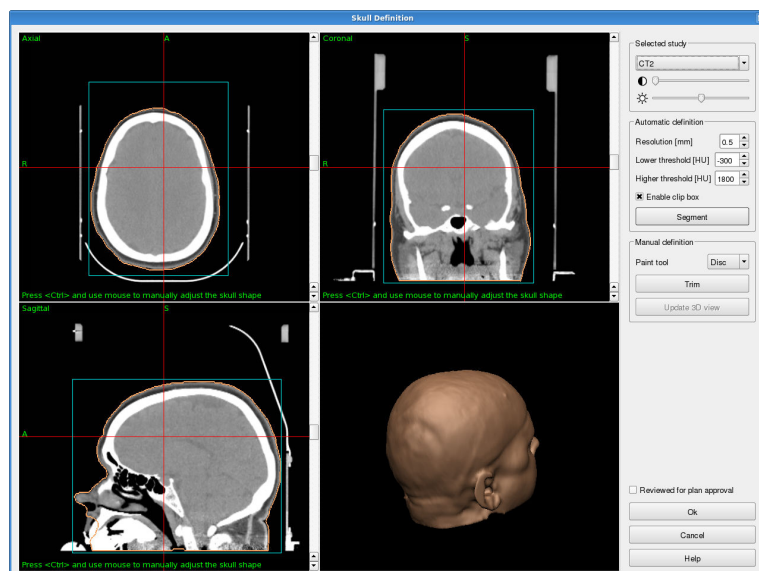 Skull Definition
Axial
A
R
Press <Ctrl> and use mouse to manually adjust the skull shape
Coronal
S
R
Press <Ctrl> and use mouse to manually adjust the skull shape
Sagittal
S
A
Press <Ctrl> and use mouse to manually adjust the skull shape
Selected study
CT2
Automatic definition
Resolution [mm] 0.5
Lower threshold [HU] -300
Higher threshold [HU] 1800
Enable clip box
Segment
Manual definition
Paint tool Disc
Trim
Update 3D view
Reviewed for plan approval
Ok
Cancel
Help